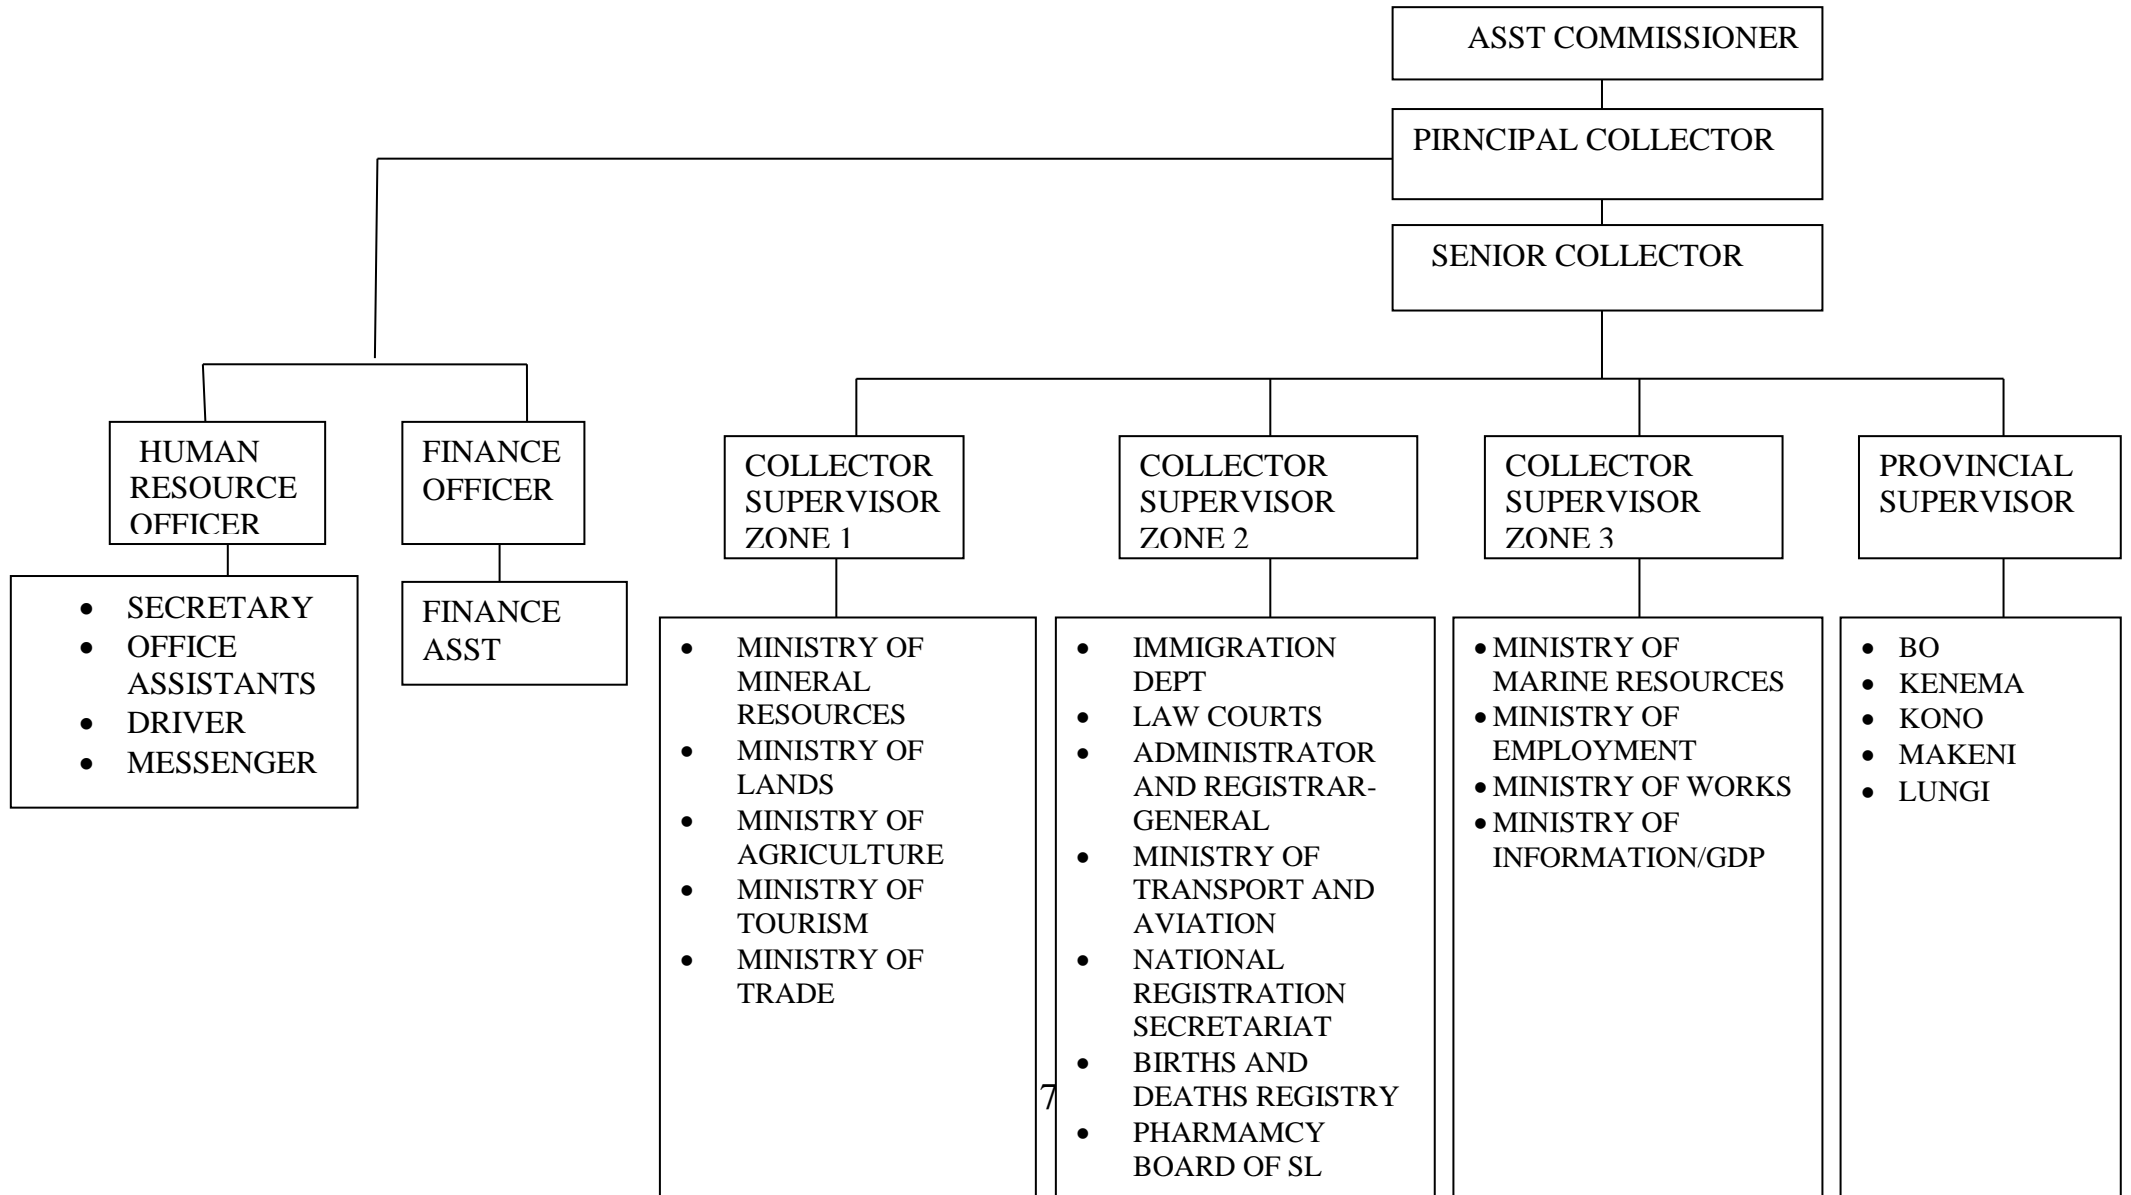 ASST COMMISSIONER
PIRNCIPAL COLLECTOR
SENIOR COLLECTOR
HUMAN
RESOURCE
OFFICER
FINANCE
OFFICER
COLLECTOR
SUPERVISOR
ZONE 1
COLLECTOR
SUPERVISOR
ZONE 2
COLLECTOR
SUPERVISOR
ZONE 3
PROVINCIAL
SUPERVISOR
• SECRETARY
• OFFICE
ASSISTANTS
• DRIVER
• MESSENGER
FINANCE
ASST
• MINISTRY OF
MINERAL
RESOURCES
• MINISTRY OF
LANDS
• MINISTRY OF
AGRICULTURE
• MINISTRY OF
TOURISM
• MINISTRY OF
TRADE
• IMMIGRATION
DEPT
• LAW COURTS
• ADMINISTRATOR
AND REGISTRAR-
GENERAL
• MINISTRY OF
TRANSPORT AND
AVIATION
• NATIONAL
REGISTRATION
SECRETARIAT
• BIRTHS AND
DEATHS REGISTRY
• PHARMAMCY
BOARD OF SL
• MINISTRY OF
MARINE RESOURCES
• MINISTRY OF
EMPLOYMENT
• MINISTRY OF WORKS
• MINISTRY OF
INFORMATION/GDP
• BO
• KENEMA
• KONO
• MAKENI
• LUNGI
7